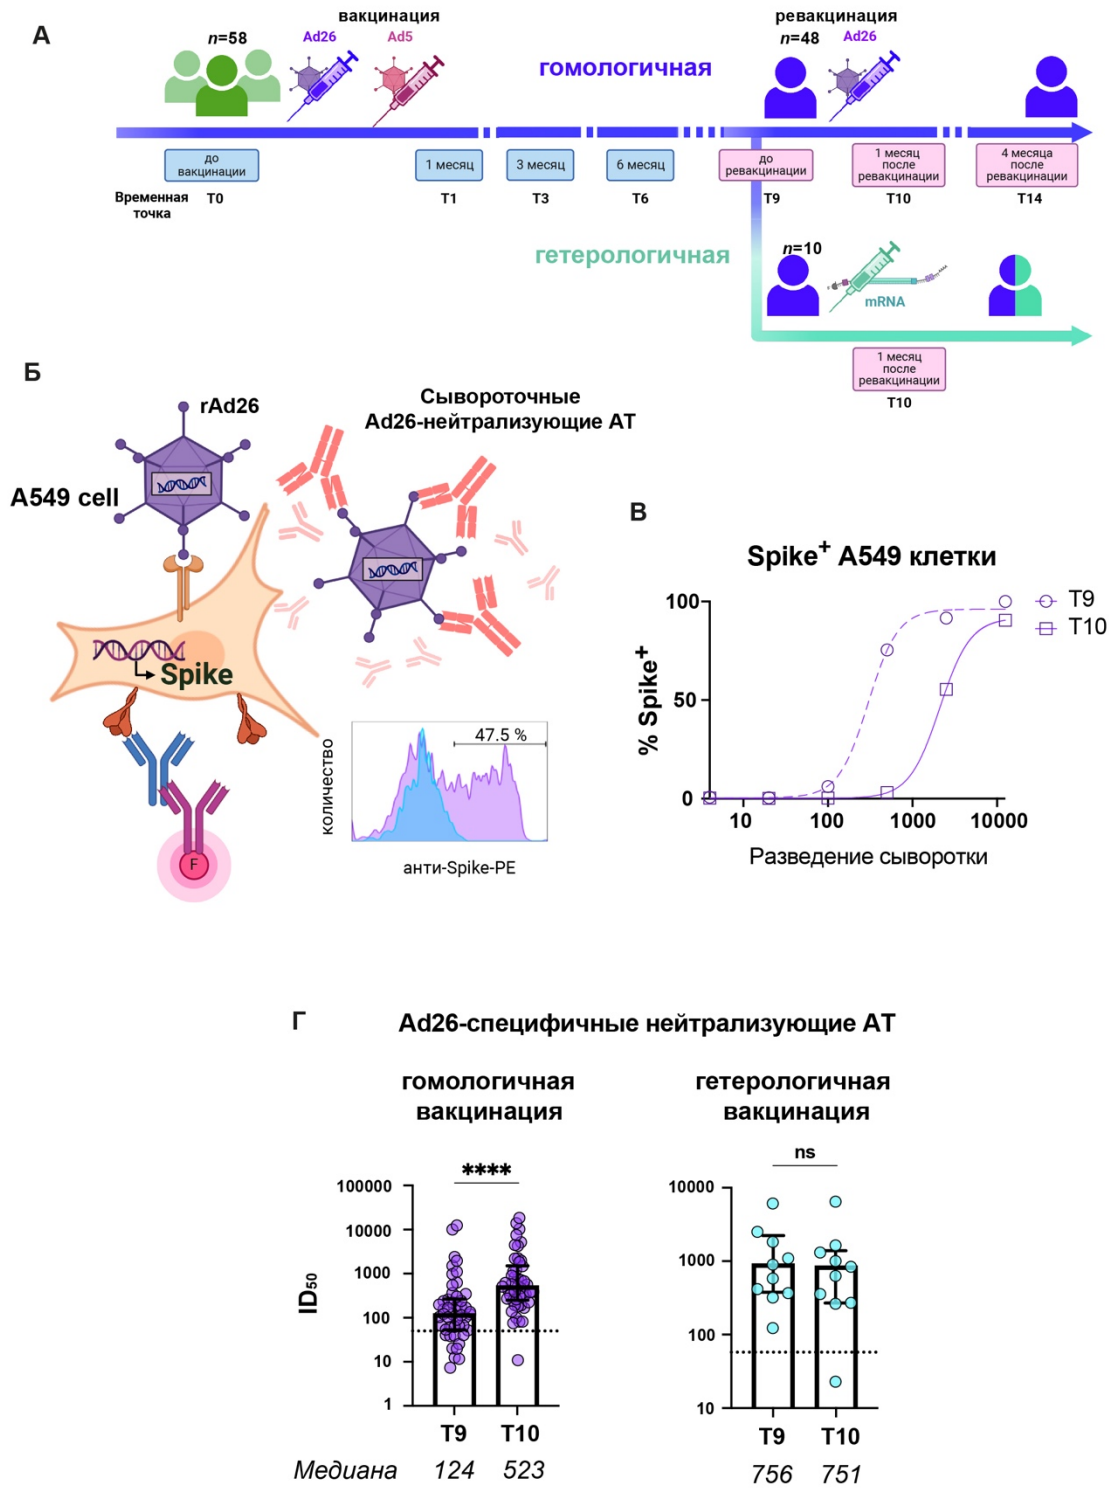 А
вакцинация
ревакцинация
n=58
Ad26
Ad5
n=48
Ad26
гомологичная
до
вакцинации
1 месяц
3 месяц
6 месяц
до
ревакцинации
1 месяц
после
ревакцинации
4 месяца
после
ревакцинации
Временная
точка
T0
T1
T3
T6
T9
T10
T14
гетерологичная
n=10
mRNA
1 месяц
после
ревакцинации
T10
Б
rAd26
A549 cell
Spike
F
Сывороточные
Ad26-нейтрализующие АТ
47.5 %
количество
анти-Spike-PE
В
Spike+ A549 клетки
T9
T10
% Spike+
100
50
0
10
100
1000
10000
Разведение сыворотки
Г
Ad26-специфичные нейтрализующие АТ
гомологичная
вакцинация
гетерологичная
вакцинация
****
ID50
100000
10000
1000
100
10
1
T9
T10
ns
10000
1000
100
10
T9
T10
Медиана
124
523
756
751